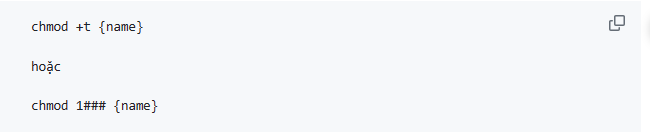 chmod +t {name}
hoặc
chmod 1### {name}